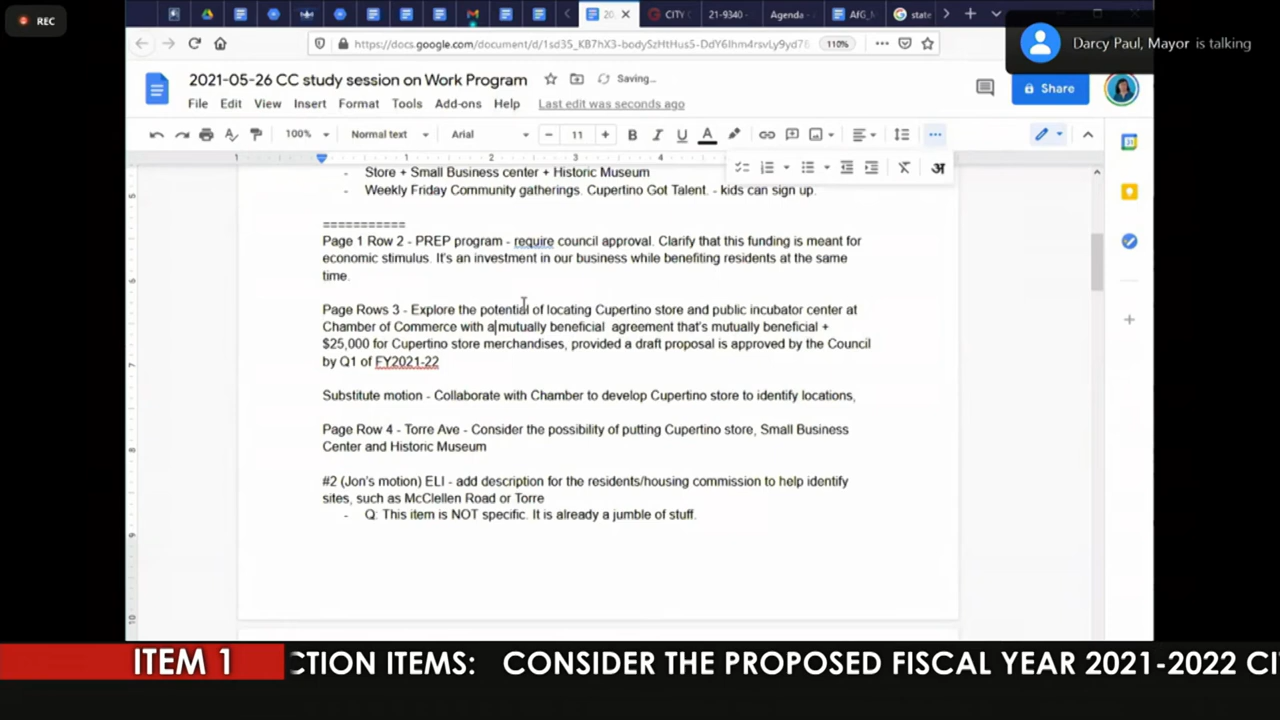 REC
20
CITY C
21-9340 -
Agenda -
AfG_M
state
https://docs.google.com/document/d/1sd35_KB7hX3-bodySzHtHus5-DdY6Ihm4rsvLy9yd78
110%
Darcy Paul, Mayor is talking
2021-05-26 CC study session on Work Program
Saving...
File Edit View Insert Format Tools Add-ons Help Last edit was seconds ago
Share
100% Normal text Arial 11 B I U A
1 1 2 3 4
Store + Small Business center + Historic Museum
- Weekly Friday Community gatherings. Cupertino Got Talent. - kids can sign up.
===========
Page 1 Row 2 - PREP program - require council approval. Clarify that this funding is meant for
economic stimulus. It's an investment in our business while benefiting residents at the same
time.
Page Rows 3 - Explore the potential of locating Cupertino store and public incubator center at
Chamber of Commerce with a mutually beneficial agreement that's mutually beneficial +
$25,000 for Cupertino store merchandises, provided a draft proposal is approved by the Council
by Q1 of FY2021-22
Substitute motion - Collaborate with Chamber to develop Cupertino store to identify locations,
Page Row 4 - Torre Ave - Consider the possibility of putting Cupertino store, Small Business
Center and Historic Museum
#2 (Jon's motion) ELI - add description for the residents/housing commission to help identify
sites, such as McClellen Road or Torre
- Q: This item is NOT specific. It is already a jumble of stuff.
ITEM 1
CTION ITEMS: CONSIDER THE PROPOSED FISCAL YEAR 2021-2022 CI